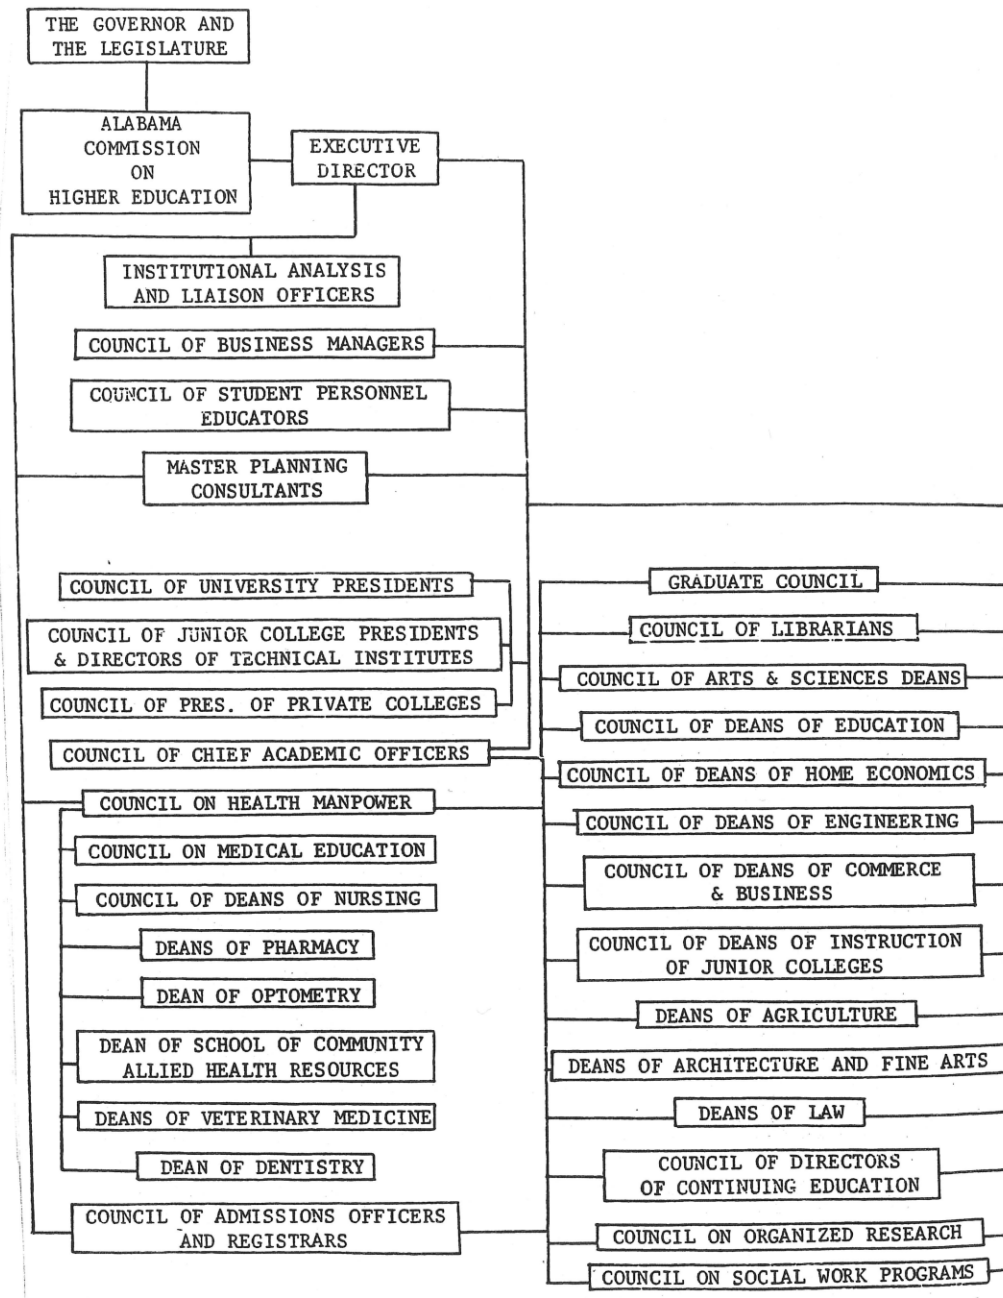 THE GOVERNOR AND
THE LEGISLATURE
ALABAMA
COMMISSION
ON
HIGHER EDUCATION
EXECUTIVE
DIRECTOR
INSTITUTIONAL ANALYSIS
AND LIAISON OFFICERS
COUNCIL OF BUSINESS MANAGERS
COUNCIL OF STUDENT PERSONNEL
EDUCATORS
MASTER PLANNING
CONSULTANTS
COUNCIL OF UNIVERSITY PRESIDENTS
COUNCIL OF JUNIOR COLLEGE PRESIDENTS
& DIRECTORS OF TECHNICAL INSTITUTES
COUNCIL OF PRES. OF PRIVATE COLLEGES
COUNCIL OF CHIEF ACADEMIC OFFICERS
COUNCIL ON HEALTH MANPOWER
COUNCIL ON MEDICAL EDUCATION
COUNCIL OF DEANS OF NURSING
DEANS OF PHARMACY
DEAN OF OPTOMETRY
DEAN OF SCHOOL OF COMMUNITY
ALLIED HEALTH RESOURCES
DEANS OF VETERINARY MEDICINE
DEAN OF DENTISTRY
COUNCIL OF ADMISSIONS OFFICERS
AND REGISTRARS
GRADUATE COUNCIL
COUNCIL OF LIBRARIANS
COUNCIL OF ARTS & SCIENCES DEANS
COUNCIL OF DEANS OF EDUCATION
COUNCIL OF DEANS OF HOME ECONOMICS
COUNCIL OF DEANS OF ENGINEERING
COUNCIL OF DEANS OF COMMERCE
& BUSINESS
COUNCIL OF DEANS OF INSTRUCTION
OF JUNIOR COLLEGES
DEANS OF AGRICULTURE
DEANS OF ARCHITECTURE AND FINE ARTS
DEANS OF LAW
COUNCIL OF DIRECTORS
OF CONTINUING EDUCATION
COUNCIL ON ORGANIZED RESEARCH
COUNCIL ON SOCIAL WORK PROGRAMS